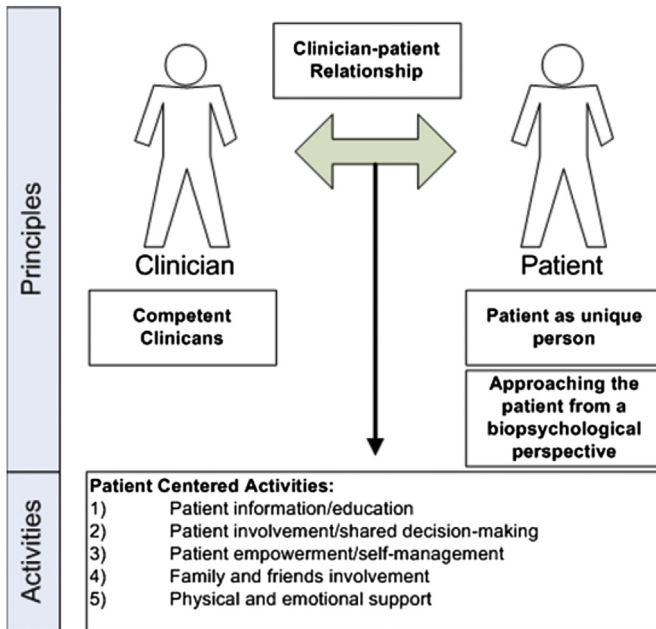 Principles
Clinician-patient
Relationship
Clinician
Patient
Competent
Clinicans
Patient as unique
person
Approaching the
patient from a
biopsychological
perspective
Activities
Patient Centered Activities:
1) Patient information/education
2) Patient involvement/shared decision-making
3) Patient empowerment/self-management
4) Family and friends involvement
5) Physical and emotional support